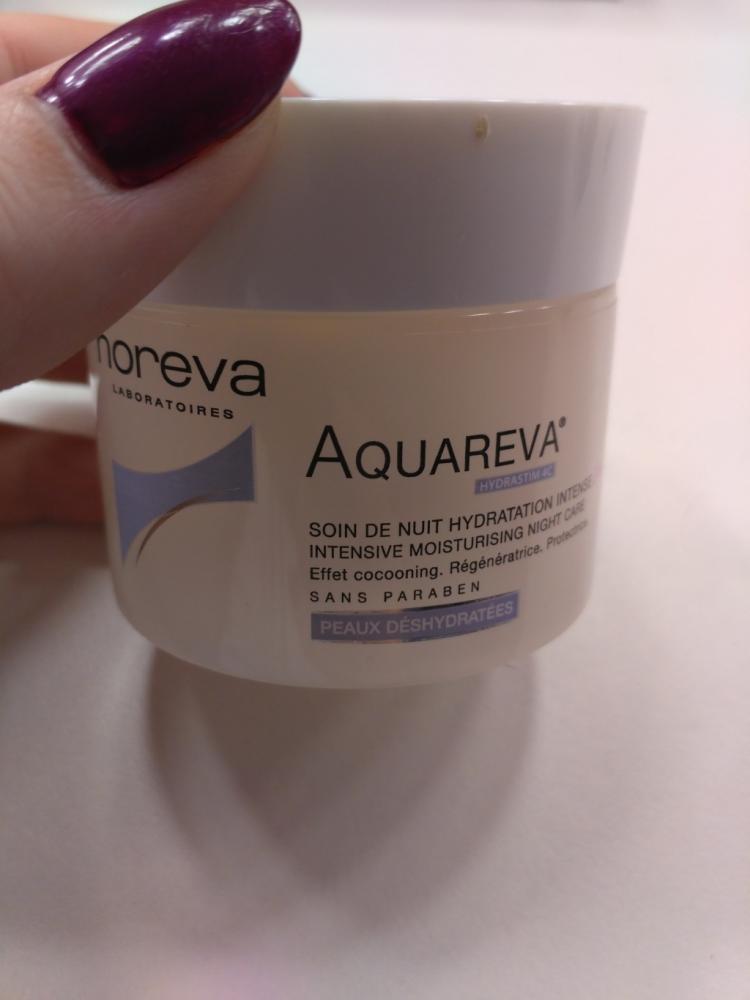 noreva
LABORATOIRES
AQUAREVA®
HYDRASTIM 4C
SOIN DE NUIT HYDRATATION INTENSE
INTENSIVE MOISTURISING NIGHT CARE
Effet cocooning. Régénératrice. Protectrice.
SANS PARABEN
PEAUX DÉSHYDRATÉES